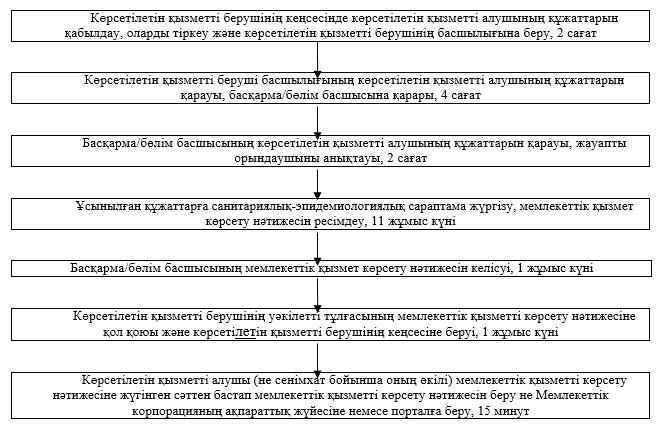 Көрсетілетін қызметті берушінің кеңсесінде көрсетілетін қызметті алушының құжаттарын
қабылдау, оларды тіркеу және көрсетілетін қызметті берушінің басшылығына беру, 2 сағат
Көрсетілетін қызметті беруші басшылығының көрсетілетін қызметті алушының құжаттарын
қарауы, басқарма/бөлім басшысына қарары, 4 сағат
Басқарма/бөлім басшысының көрсетілетін қызметті алушының құжаттарын қарауы, жауапты
орындаушыны анықтауы, 2 сағат
Ұсынылған құжаттарға санитариялық-эпидемиологиялық сараптама жүргізу, мемлекеттік қызмет
көрсету нәтижесін ресімдеу, 11 жұмыс күні
Басқарма/бөлім басшысының мемлекеттік қызмет көрсету нәтижесін келісуі, 1 жұмыс күні
Көрсетілетін қызметті берушінің уәкілетті тұлғасының мемлекеттік қызметті көрсету нәтижесіне
қол қоюы және көрсетілетін қызметті берушінің кеңсесіне беруі, 1 жұмыс күні
Көрсетілетін қызметті алушы (не сенімхат бойынша оның өкілі) мемлекеттік қызметті көрсету
нәтижесіне жүгінген сәттен бастап мемлекеттік қызметті көрсету нәтижесін беру не Мемлекеттік
корпорацияның ақпараттық жүйесіне немесе порталға беру, 15 минут